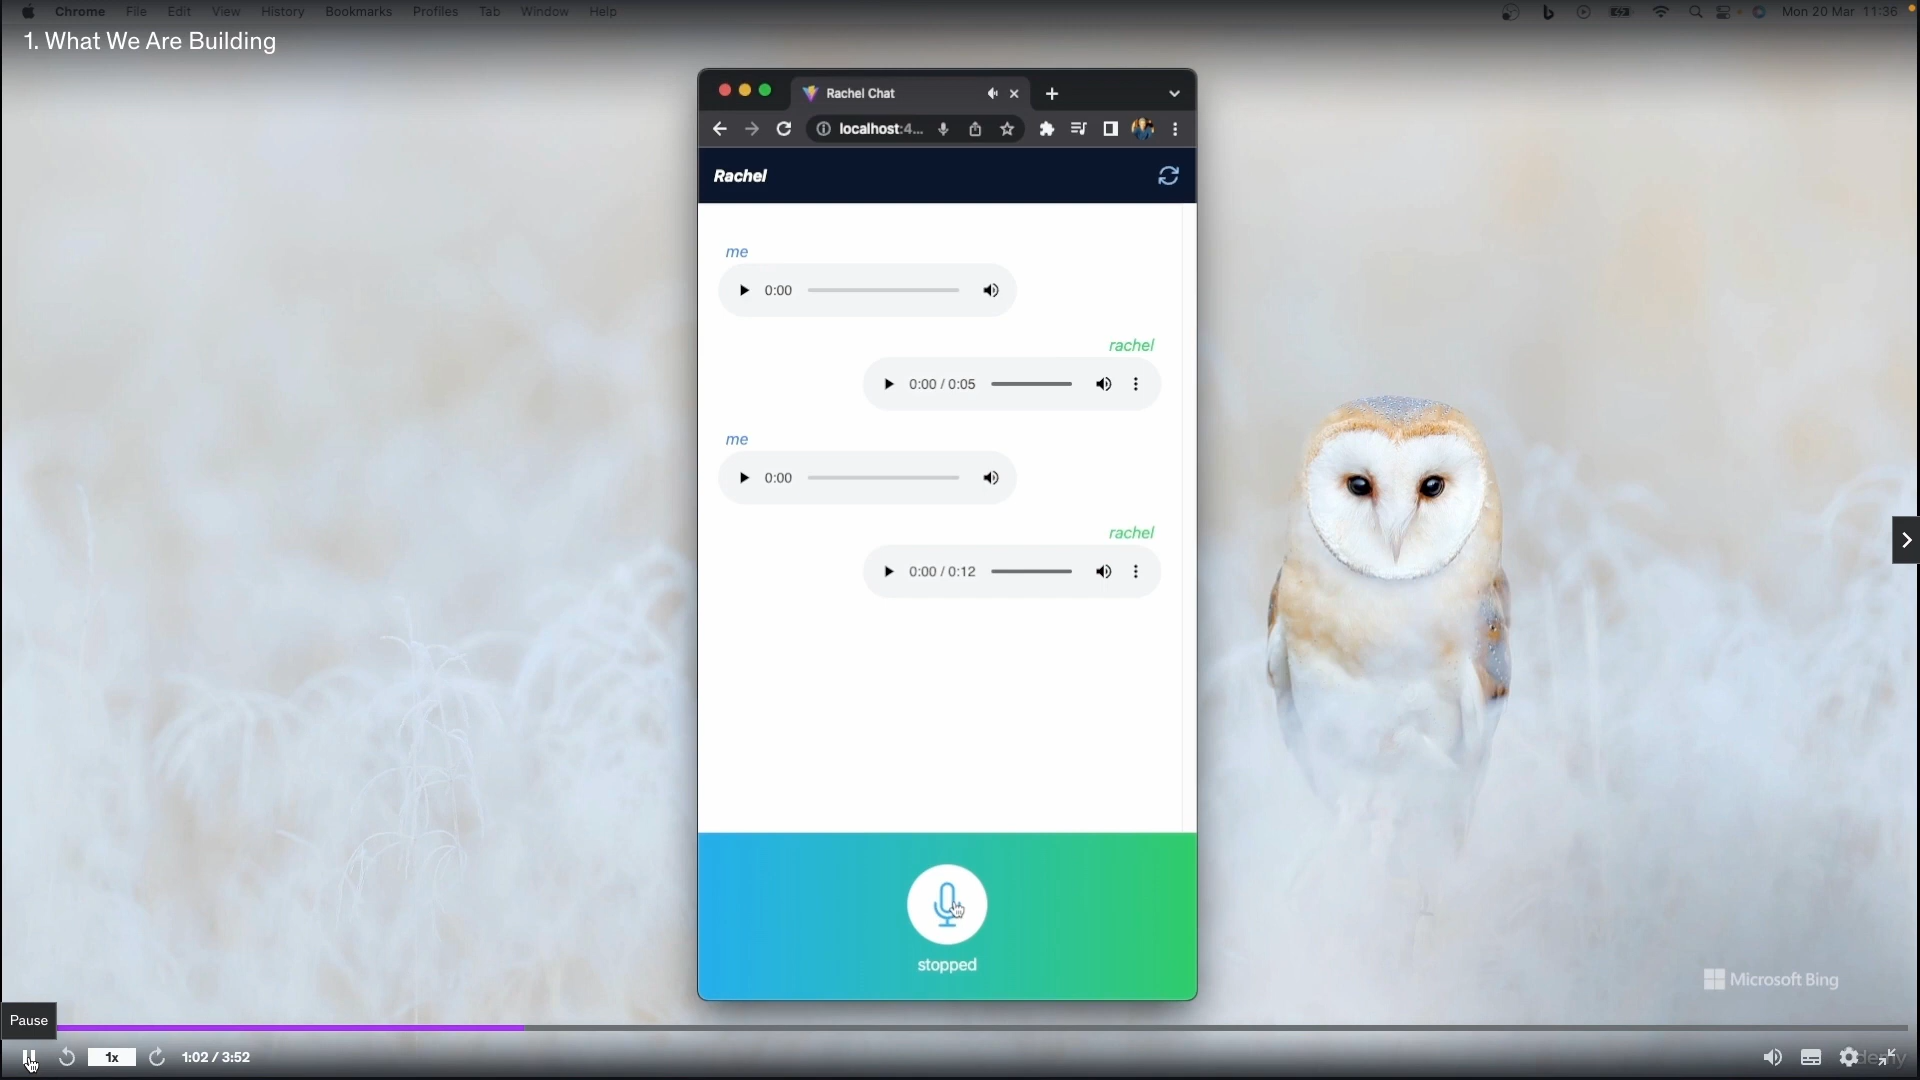 Chrome File Edit View History Bookmarks Profiles Tab Window Help Mon 20 Mar 11:36
1. What We Are Building
Rachel Chat
localhost:4...
Rachel
me
0:00
rachel
0:00 / 0:05
me
0:00
rachel
0:00 / 0:12
stopped
Microsoft Bing
Pause
1x 1:02 / 3:52